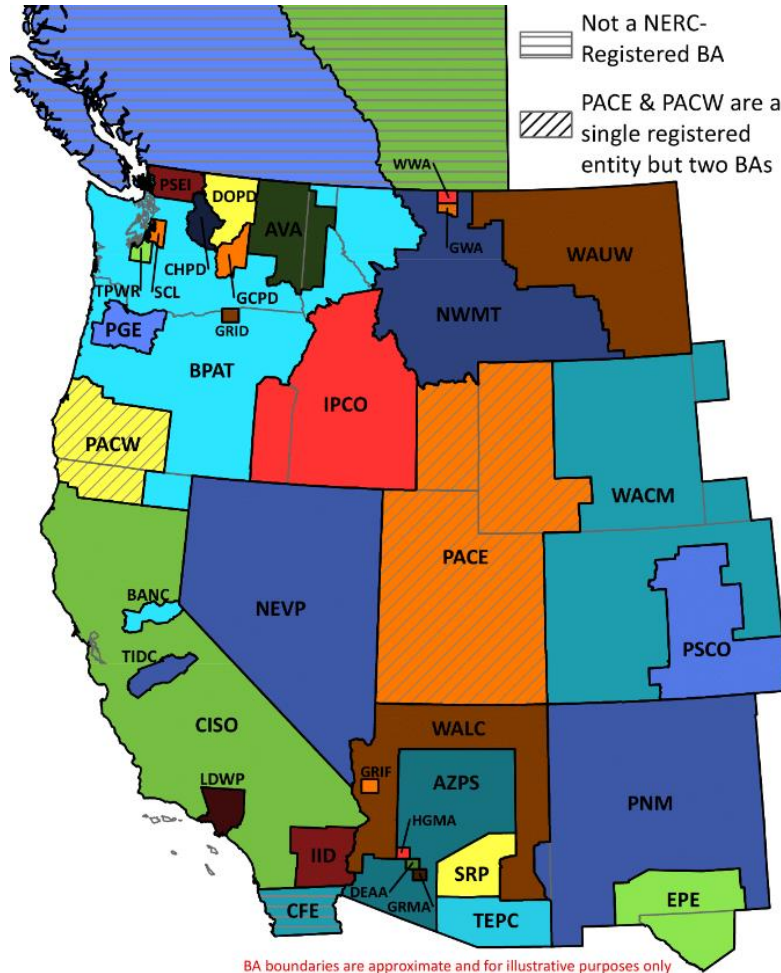 Not a NERC-
Registered BA
PACE & PACW are a
single registered
entity but two BAs
WWA
PSEI
DOPD
AVA
GWA
WAUW
CHPD
TPWR
SCL
GCPD
NWMT
PGE
GRID
BPAT
IPCO
PACW
WACM
PACE
BANC
NEVP
PSCO
TIDC
CISO
WALC
LDWP
GRIF
AZPS
PNM
HGMA
IID
SRP
DEAA
GRMA
EPE
CFE
TEPC
BA boundaries are approximate and for illustrative purposes only